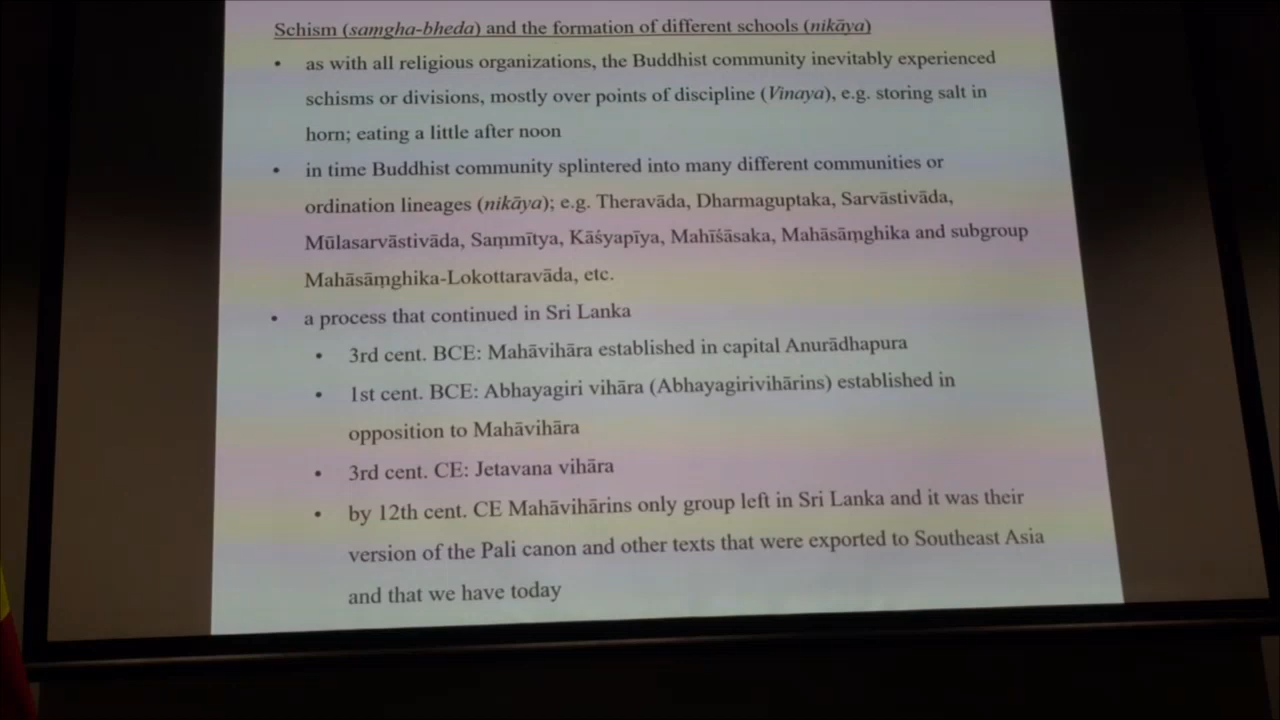 Schism (saṃgha-bheda) and the formation of different schools (nikāya)
• as with all religious organizations, the Buddhist community inevitably experienced
schisms or divisions, mostly over points of discipline (Vinaya), e.g. storing salt in
horn; eating a little after noon
• in time Buddhist community splintered into many different communities or
ordination lineages (nikāya); e.g. Theravāda, Dharmaguptaka, Sarvāstivāda,
Mūlasarvāstivāda, Saṃmītya, Kāśyapīya, Mahīśāsaka, Mahāsāṃghika and subgroup
Mahāsāṃghika-Lokottaravāda, etc.
• a process that continued in Sri Lanka
• 3rd cent. BCE: Mahāvihāra established in capital Anurādhapura
• 1st cent. BCE: Abhayagiri vihāra (Abhayagirivihārins) established in
opposition to Mahāvihāra
• 3rd cent. CE: Jetavana vihāra
• by 12th cent. CE Mahāvihārins only group left in Sri Lanka and it was their
version of the Pali canon and other texts that were exported to Southeast Asia
and that we have today